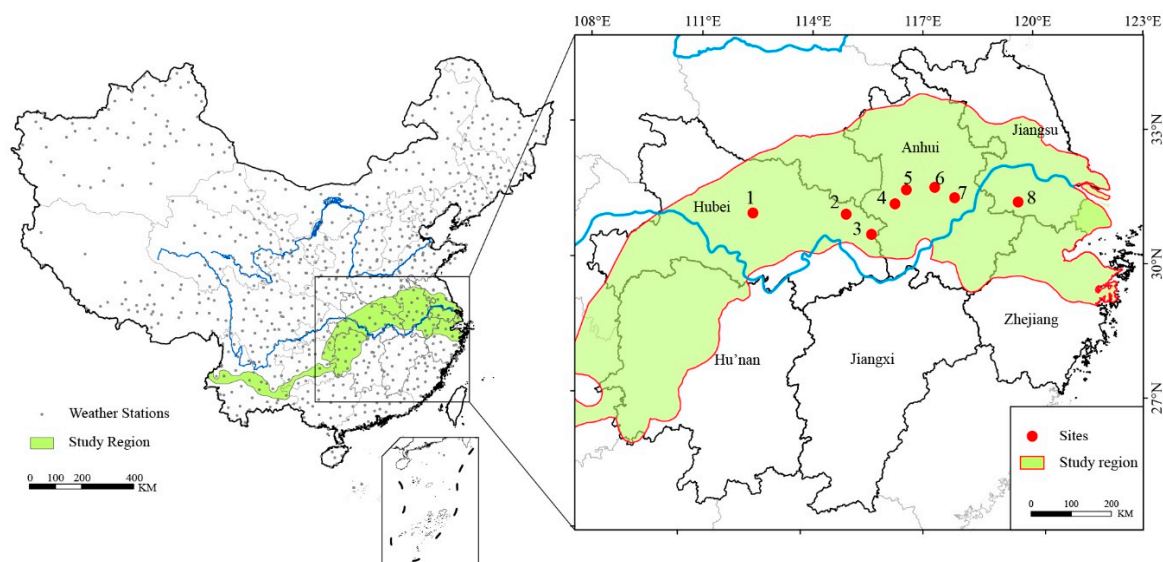 108°E 111°E 114°E 117°E 120°E 123°E
33°N
30°N
27°N
Jiangsu
Anhui
5 6
4 7
8
1
Hubei
2
3
Zhejiang
Hu'nan
Jiangxi
Weather Stations
Study Region
0 100 200 400
KM
Sites
Study region
0 100 200
KM